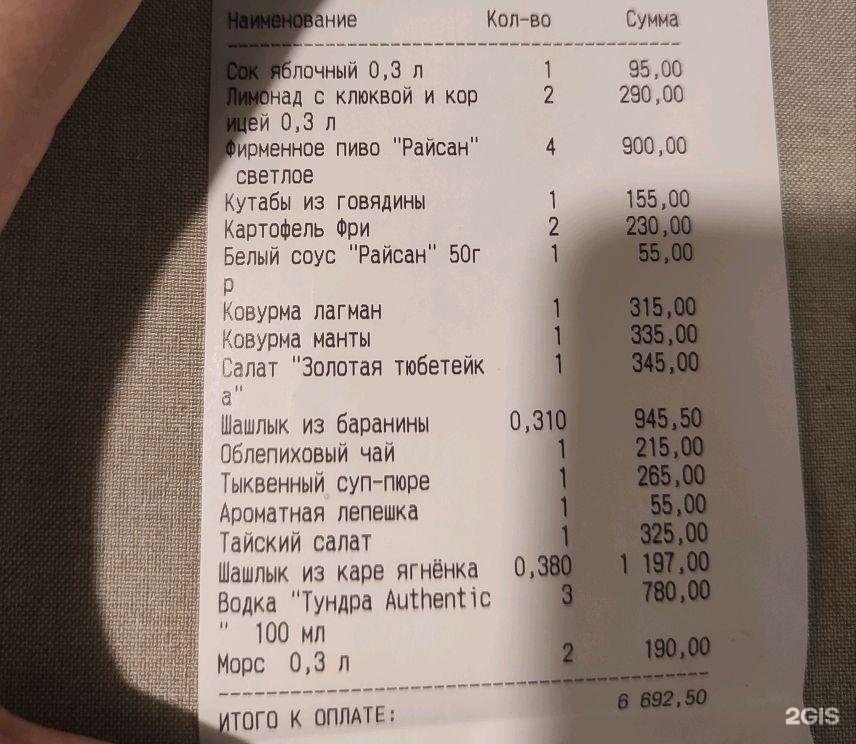 Наименование Кол-во Сумма
Сок яблочный 0,3 л 1 95,00
Лимонад с клюквой и кор 2 290,00
ицей 0,3 л
Фирменное пиво "Райсан" 4 900,00
светлое
Кутабы из говядины 1 155,00
Картофель Фри 2 230,00
Белый соус "Райсан" 50г 1 55,00
р
Ковурма лагман 1 315,00
Ковурма манты 1 335,00
Салат "Золотая тюбетейк 1 345,00
а"
Шашлык из баранины 0,310 945,50
Облепиховый чай 1 215,00
Тыквенный суп-пюре 1 265,00
Ароматная лепешка 1 55,00
Тайский салат 1 325,00
Шашлык из каре ягнёнка 0,380 1 197,00
Водка "Тундра Authentic 3 780,00
" 100 мл
Морс 0,3 л 2 190,00
ИТОГО К ОПЛАТЕ: 6 692,50
2GIS